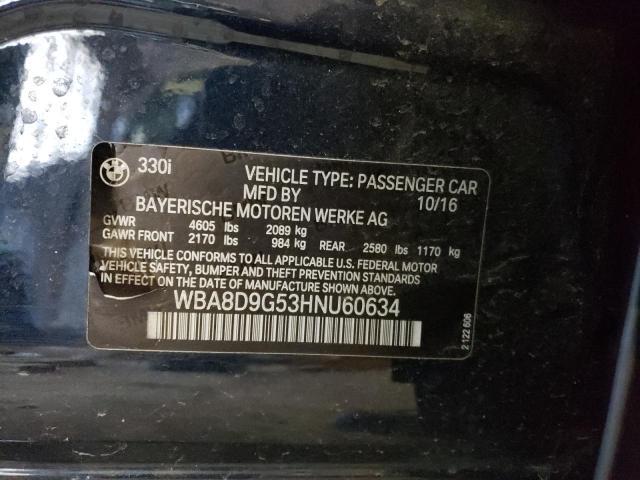 330i
VEHICLE TYPE: PASSENGER CAR
MFD BY 10/16
BAYERISCHE MOTOREN WERKE AG
GVWR 4605 lbs 2089 kg
GAWR FRONT 2170 lbs 984 kg REAR 2580 lbs 1170 kg
THIS VEHICLE CONFORMS TO ALL APPLICABLE U.S. FEDERAL MOTOR
VEHICLE SAFETY, BUMPER AND THEFT PREVENTION STANDARDS
IN EFFECT ON THE DATE OF MANUFACTURE SHOWN ABOVE.
WBA8D9G53HNU60634
2 122 606